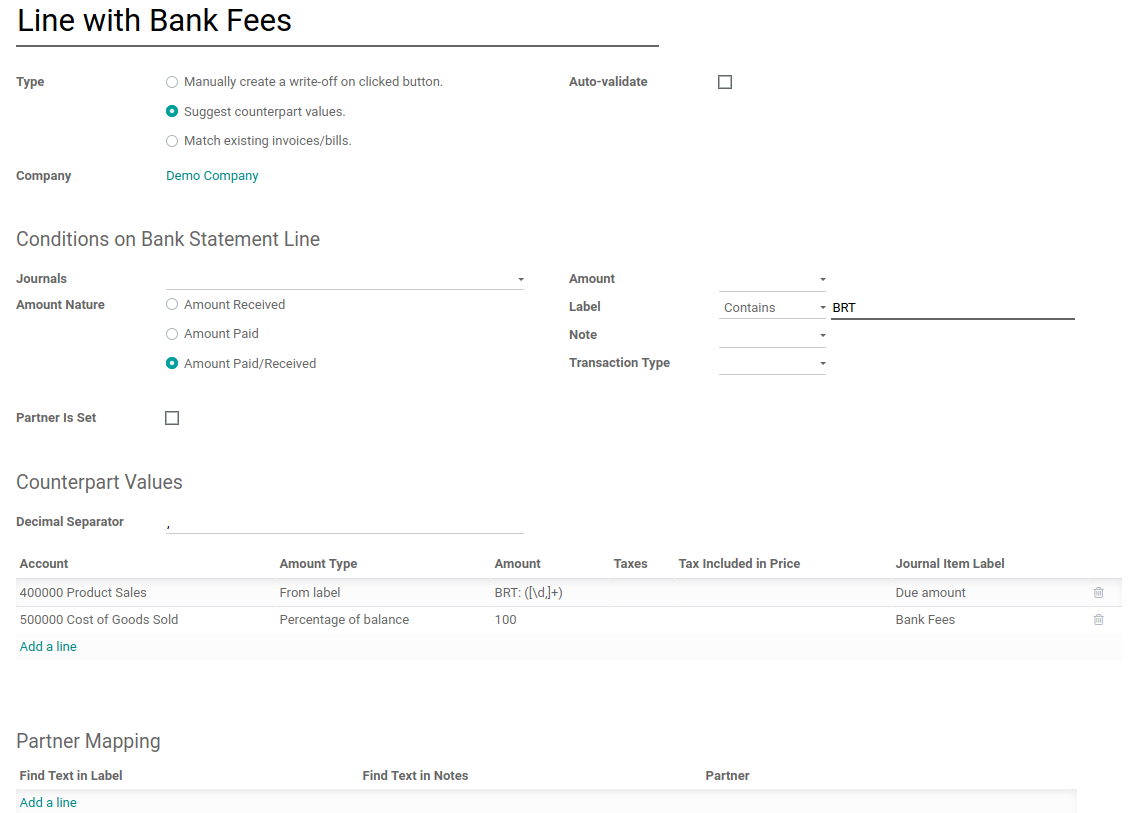 Line with Bank Fees
Type
Manually create a write-off on clicked button.
Auto-validate
Suggest counterpart values.
Match existing invoices/bills.
Company
Demo Company
Conditions on Bank Statement Line
Journals
Amount
Amount Nature
Amount Received
Label
Contains
BRT
Amount Paid
Note
Amount Paid/Received
Transaction Type
Partner Is Set
Counterpart Values
Decimal Separator
,
Account Amount Type Amount Taxes Tax Included in Price Journal Item Label
400000 Product Sales From label BRT: ([\d,]+) Due amount
500000 Cost of Goods Sold Percentage of balance 100 Bank Fees
Add a line
Partner Mapping
Find Text in Label Find Text in Notes Partner
Add a line